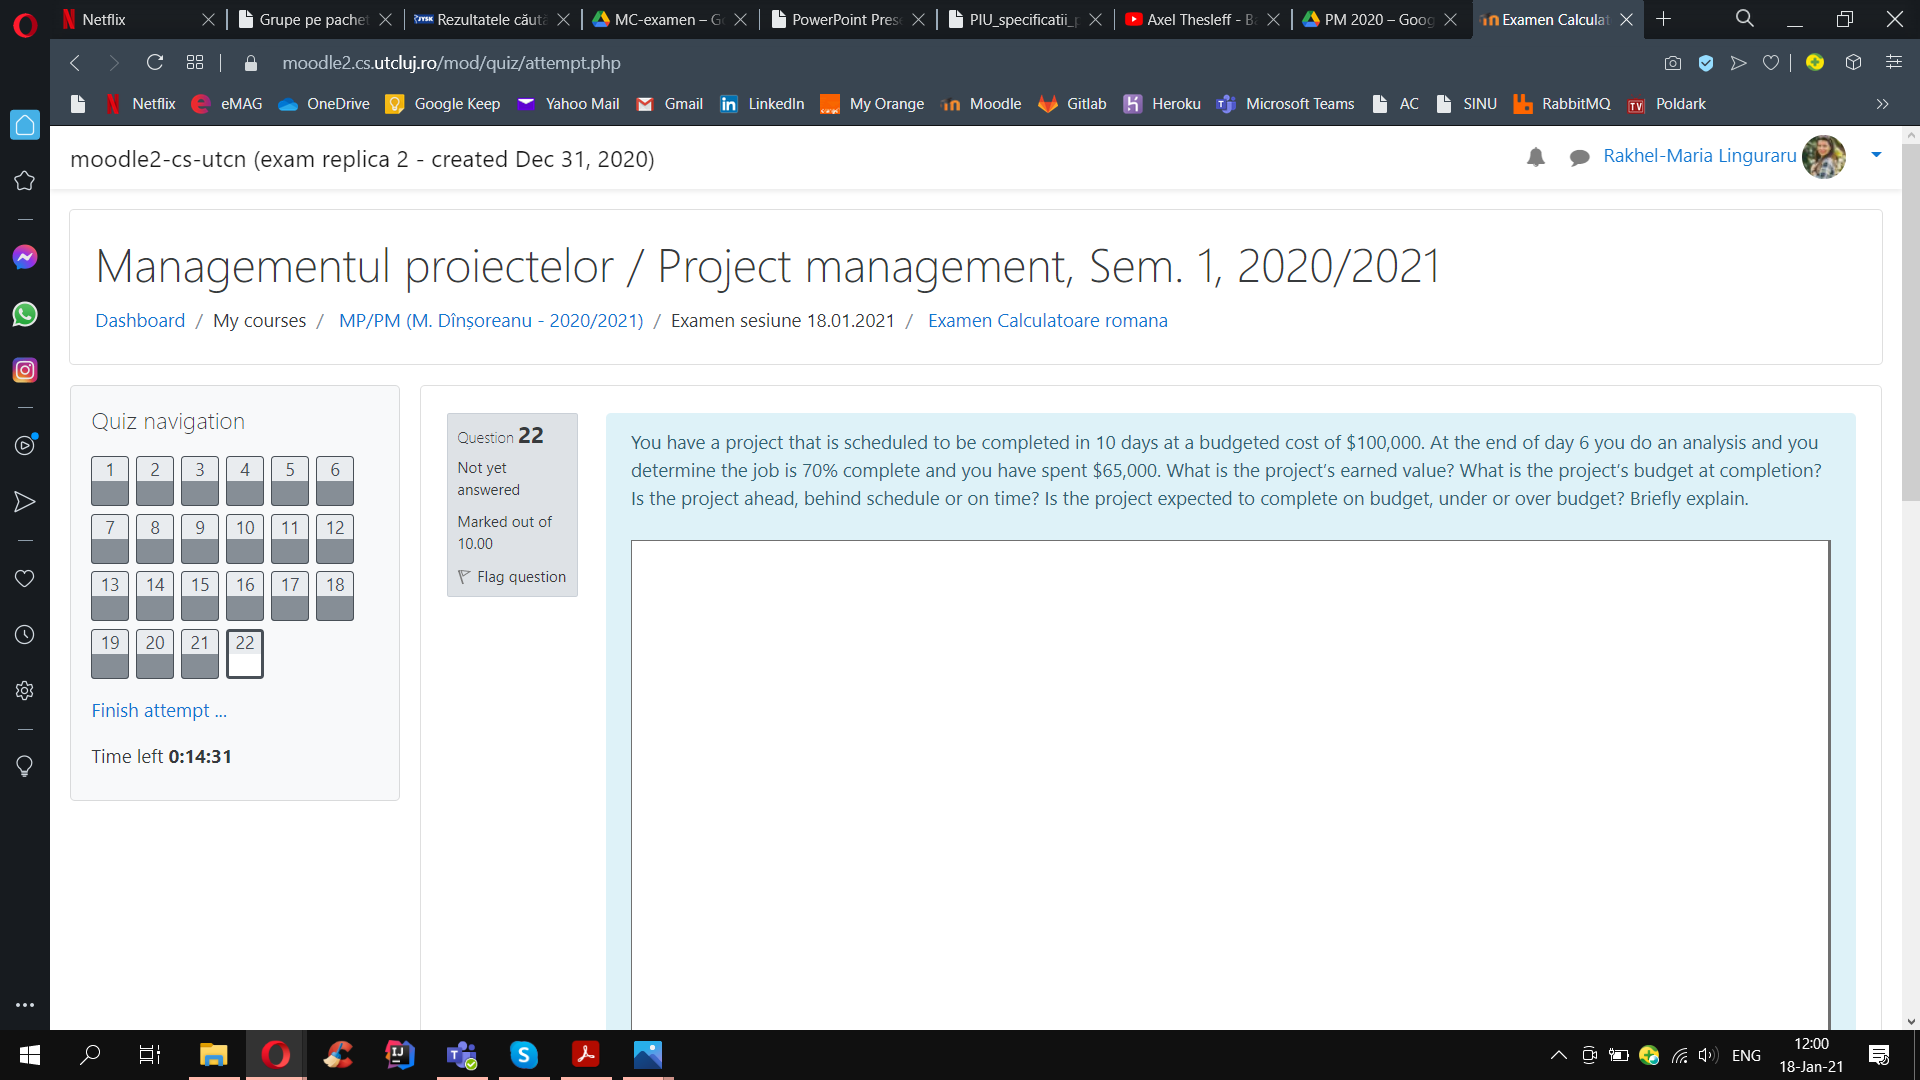 Netflix
Grupe pe pachet
JYSK Rezultatele căută
MC-examen – G
PowerPoint Pres
PIU_specificatii_p
Axel Thesleff - B
PM 2020 – Goog
Examen Calculat
moodle2.cs.utcluj.ro/mod/quiz/attempt.php
Netflix eMAG OneDrive Google Keep Yahoo Mail Gmail LinkedIn My Orange Moodle Gitlab Heroku Microsoft Teams AC SINU RabbitMQ Poldark
moodle2-cs-utcn (exam replica 2 - created Dec 31, 2020)
Rakhel-Maria Linguraru
Managementul proiectelor / Project management, Sem. 1, 2020/2021
Dashboard / My courses / MP/PM (M. Dînșoreanu - 2020/2021) / Examen sesiune 18.01.2021 / Examen Calculatoare romana
Quiz navigation
1 2 3 4 5 6
7 8 9 10 11 12
13 14 15 16 17 18
19 20 21 22
Finish attempt ...
Time left 0:14:31
Question 22
Not yet
answered
Marked out of
10.00
Flag question
You have a project that is scheduled to be completed in 10 days at a budgeted cost of $100,000. At the end of day 6 you do an analysis and you
determine the job is 70% complete and you have spent $65,000. What is the project's earned value? What is the project's budget at completion?
Is the project ahead, behind schedule or on time? Is the project expected to complete on budget, under or over budget? Briefly explain.
ENG
12:00
18-Jan-21